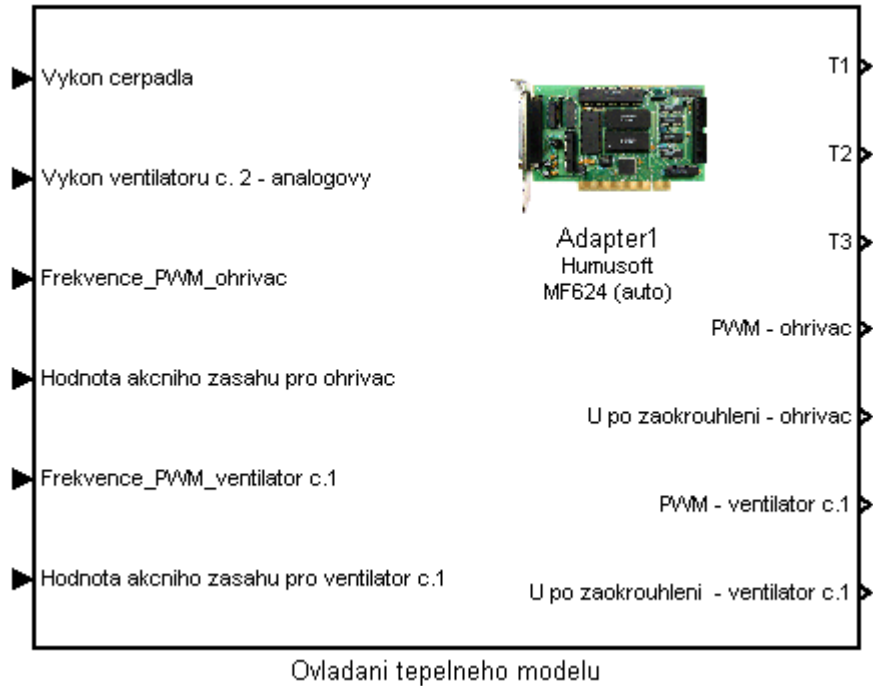 Vykon cerpadla
Vykon ventilatoru c. 2 - analogovy
Frekvence_PWM_ohrivac
Hodnota akcniho zasahu pro ohrivac
Frekvence_PWM_ventilator c.1
Hodnota akcniho zasahu pro ventilator c.1
Adapter1
Humusoft
MF624 (auto)
T1
T2
T3
PWM - ohrivac
U po zaokrouhleni - ohrivac
PWM - ventilator c.1
U po zaokrouhleni - ventilator c.1
Ovladani tepelneho modelu